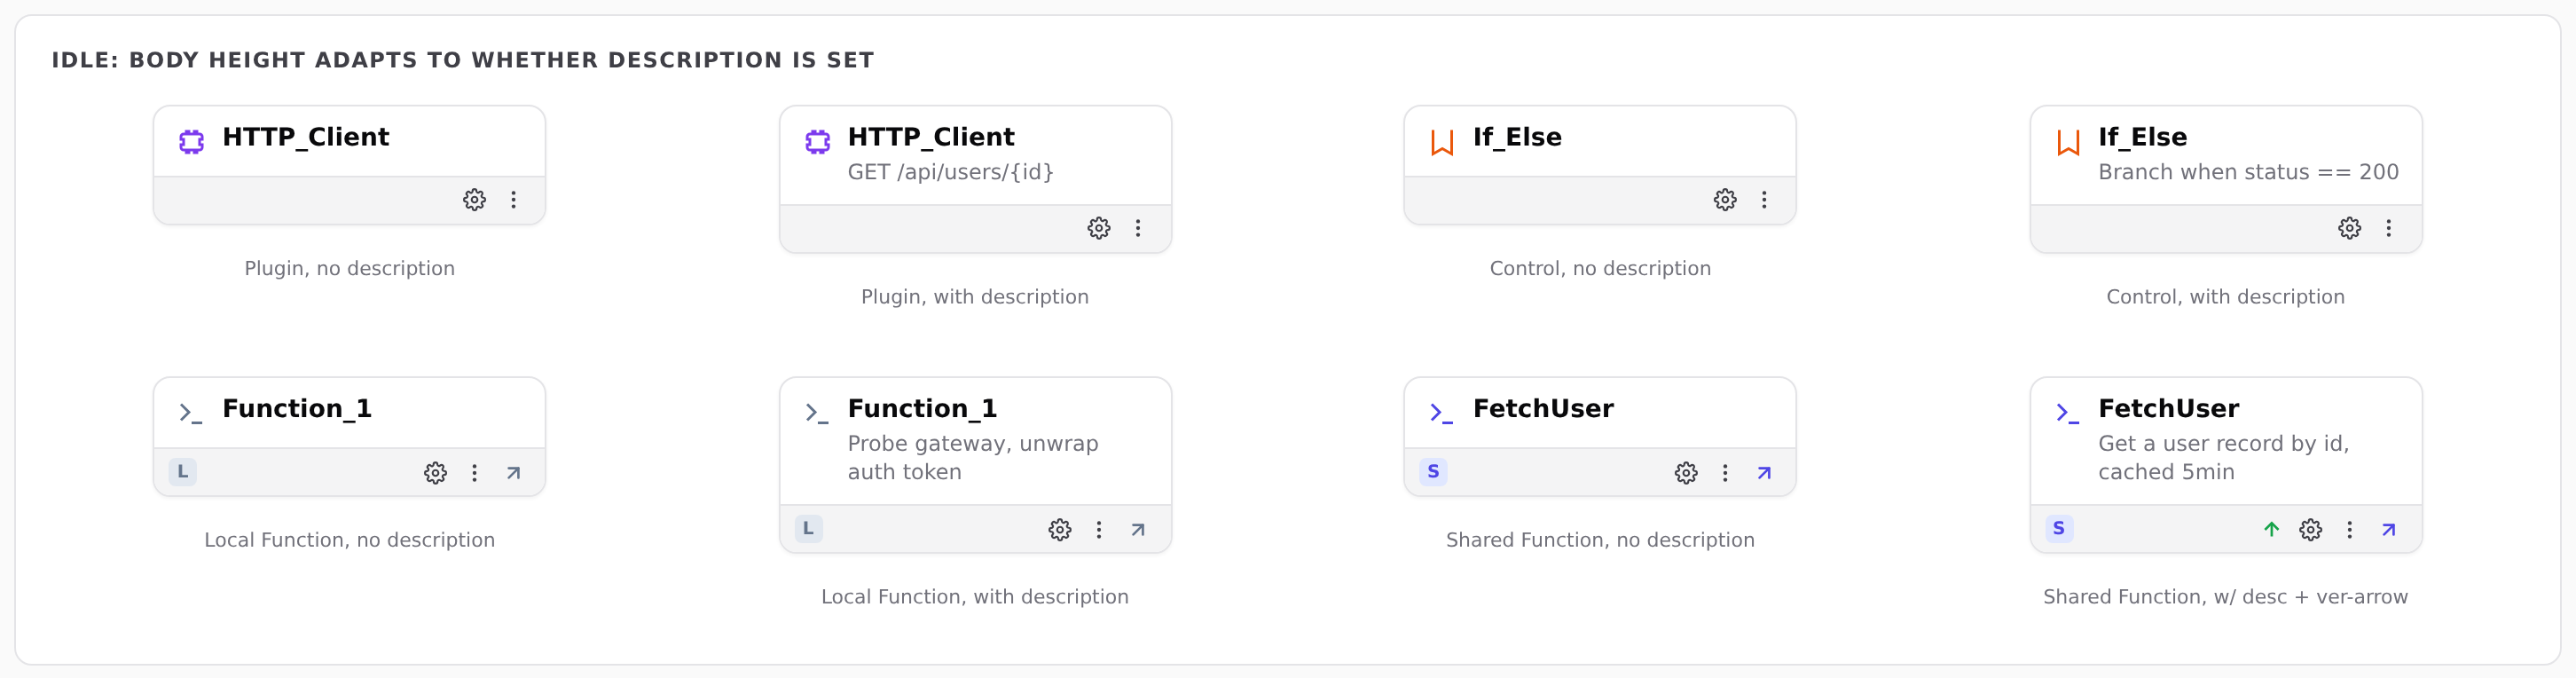 IDLE: BODY HEIGHT ADAPTS TO WHETHER DESCRIPTION IS SET
HTTP_Client
Plugin, no description
HTTP_Client
GET /api/users/{id}
Plugin, with description
If_Else
Control, no description
If_Else
Branch when status == 200
Control, with description
Function_1
L
Local Function, no description
Function_1
Probe gateway, unwrap
auth token
L
Local Function, with description
FetchUser
S
Shared Function, no description
FetchUser
Get a user record by id,
cached 5min
S
Shared Function, w/ desc + ver-arrow